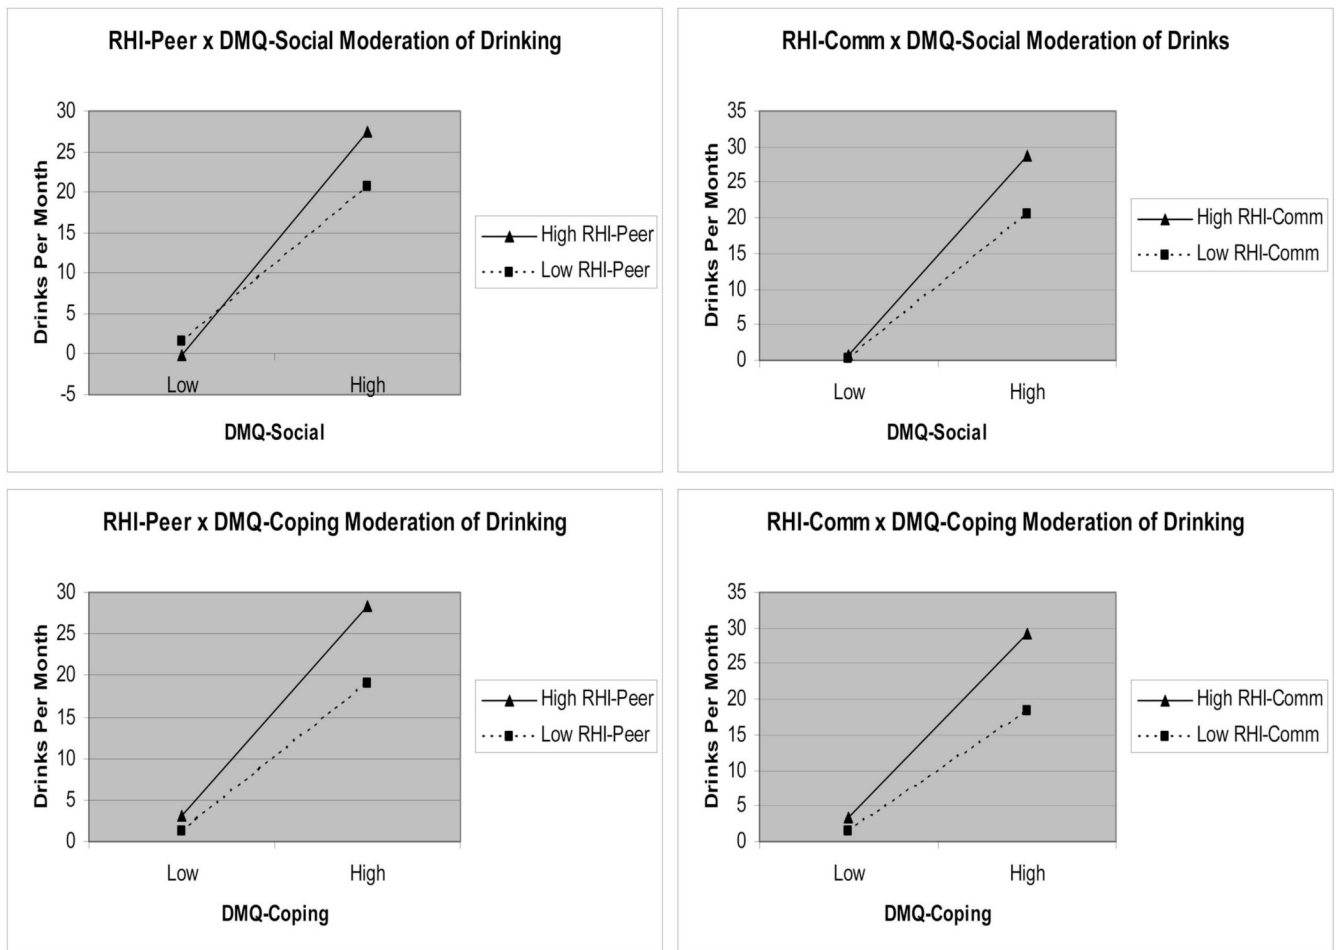 RHI-Peer x DMQ-Social Moderation of Drinking
30
25
20
15
10
5
0
-5
Drinks Per Month
Low
High
DMQ-Social
High RHI-Peer
Low RHI-Peer
RHI-Comm x DMQ-Social Moderation of Drinks
35
30
25
20
15
10
5
0
Drinks Per Month
Low
High
DMQ-Social
High RHI-Comm
Low RHI-Comm
RHI-Peer x DMQ-Coping Moderation of Drinking
30
25
20
15
10
5
0
Drinks Per Month
Low
High
DMQ-Coping
High RHI-Peer
Low RHI-Peer
RHI-Comm x DMQ-Coping Moderation of Drinking
35
30
25
20
15
10
5
0
Drinks Per Month
Low
High
DMQ-Coping
High RHI-Comm
Low RHI-Comm